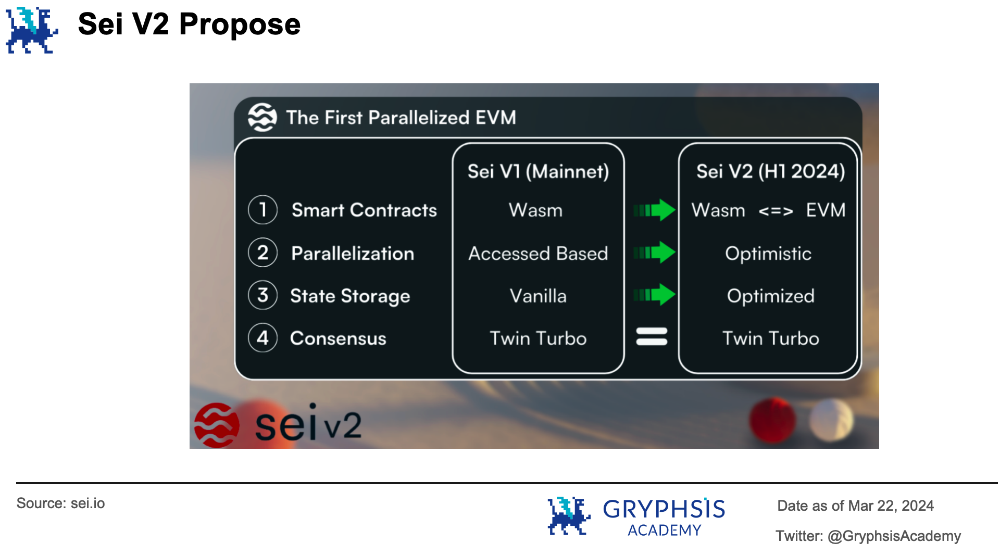 Sei V2 Propose
The First Parallelized EVM
Sei V1 (Mainnet) Sei V2 (H1 2024)
1 Smart Contracts Wasm Wasm <=> EVM
2 Parallelization Accessed Based Optimistic
3 State Storage Vanilla Optimized
4 Consensus Twin Turbo = Twin Turbo
sei v2
Source: sei.io
GRYPHSIS
ACADEMY
Date as of Mar 22, 2024
Twitter: @GryphsisAcademy